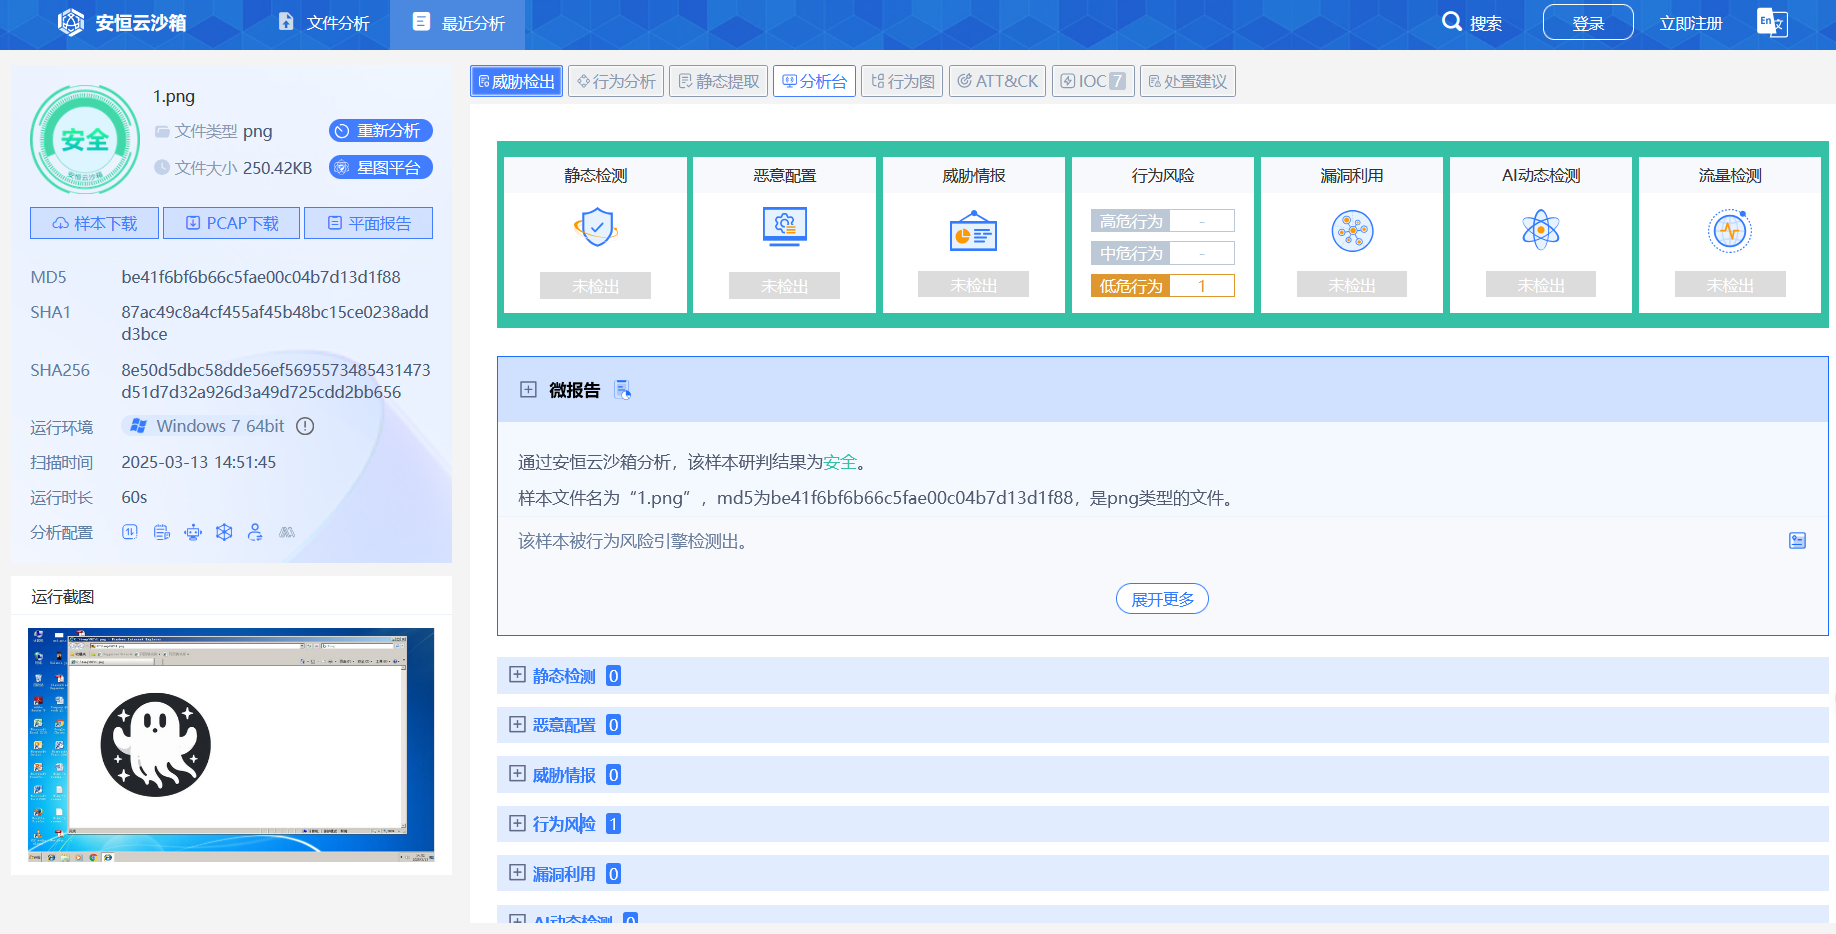 安恒云沙箱
文件分析
最近分析
搜索
登录
立即注册
En 文
安全
安恒云沙箱
1.png
文件类型 png
重新分析
文件大小 250.42KB
星图平台
样本下载
PCAP下载
平面报告
MD5 be41f6bf6b66c5fae00c04b7d13d1f88
SHA1 87ac49c8a4cf455af45b48bc15ce0238add
d3bce
SHA256 8e50d5dbc58dde56ef5695573485431473
d51d7d32a926d3a49d725cdd2bb656
运行环境 Windows 7 64bit
扫描时间 2025-03-13 14:51:45
运行时长 60s
分析配置
运行截图
威胁检出
行为分析
静态提取
分析台
行为图
ATT&CK
IOC 7
处置建议
静态检测
未检出
恶意配置
未检出
威胁情报
未检出
行为风险
高危行为 -
中危行为 -
低危行为 1
漏洞利用
未检出
AI动态检测
未检出
流量检测
未检出
微报告
通过安恒云沙箱分析，该样本研判结果为安全。
样本文件名为“1.png”，md5为be41f6bf6b66c5fae00c04b7d13d1f88，是png类型的文件。
该样本被行为风险引擎检测出。
展开更多
静态检测 0
恶意配置 0
威胁情报 0
行为风险 1
漏洞利用 0
AI动态检测 0